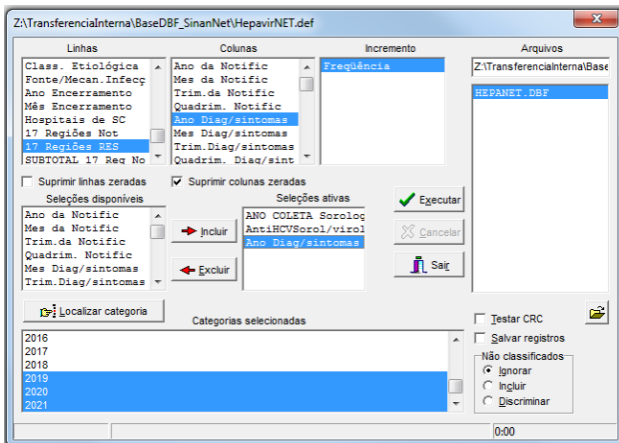 Z:\TransferenciaInterna\BaseDBF_SinanNet\HepavirNET.def
Linhas
Class. Etiológica
Fonte/Mecan.Infecç
Ano Encerramento
Mês Encerramento
Hospitais de SC
17 Regiões Not
17 Regiões RES
SUBTOTAL 17 Reg No
Colunas
Ano da Notific
Mes da Notific
Trim.da Notific
Quadrim. Notific
Ano Diag/sintomas
Mes Diag/sintomas
Trim.Diag/sintomas
Quadrim. Diag/sint
Incremento
Freqüência
Arquivos
Z:\TransferenciaInterna\Base
HEPANET.DBF
Suprimir linhas zeradas
Suprimir colunas zeradas
Seleções disponíveis
Ano da Notific
Mes da Notific
Trim.da Notific
Quadrim. Notific
Mes Diag/sintomas
Trim.Diag/sintomas
Incluir
Excluir
Seleções ativas
ANO COLETA Sorolog
AntiHCVSorol/virol
Ano Diag/sintomas
Executar
Cancelar
Sair
Localizar categoria
Categorias selecionadas
2016
2017
2018
2019
2020
2021
Testar CRC
Salvar registros
Não classificados
Ignorar
Incluir
Discriminar
0:00